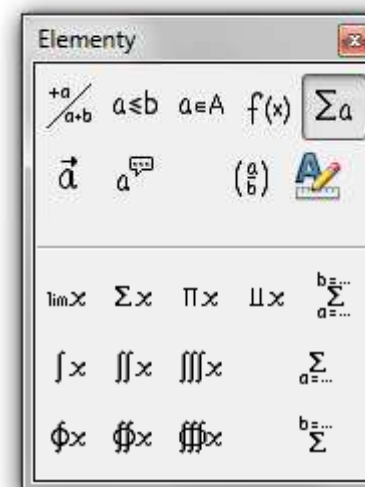 Elementy
+a/a+b a≤b a∈A f(x) Σa
a⃗ a (a/b) A
lim x Σx Πx ∐x b=... Σ a=...
∫x ∬x ∭x Σ a=...
∮x ∯x ∰x b=... Σ